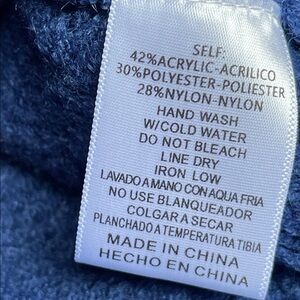 SELF:
42%ACRYLIC-ACRILICO
30%POLYESTER-POLIESTER
28%NYLON-NYLON
HAND WASH
W/COLD WATER
DO NOT BLEACH
LINE DRY
IRON LOW
LAVADO A MANO CON AQUA FRIA
NO USE BLANQUEADOR
COLGAR A SECAR
PLANCHADO A TEMPERATURA TIBIA
MADE IN CHINA
HECHO EN CHINA